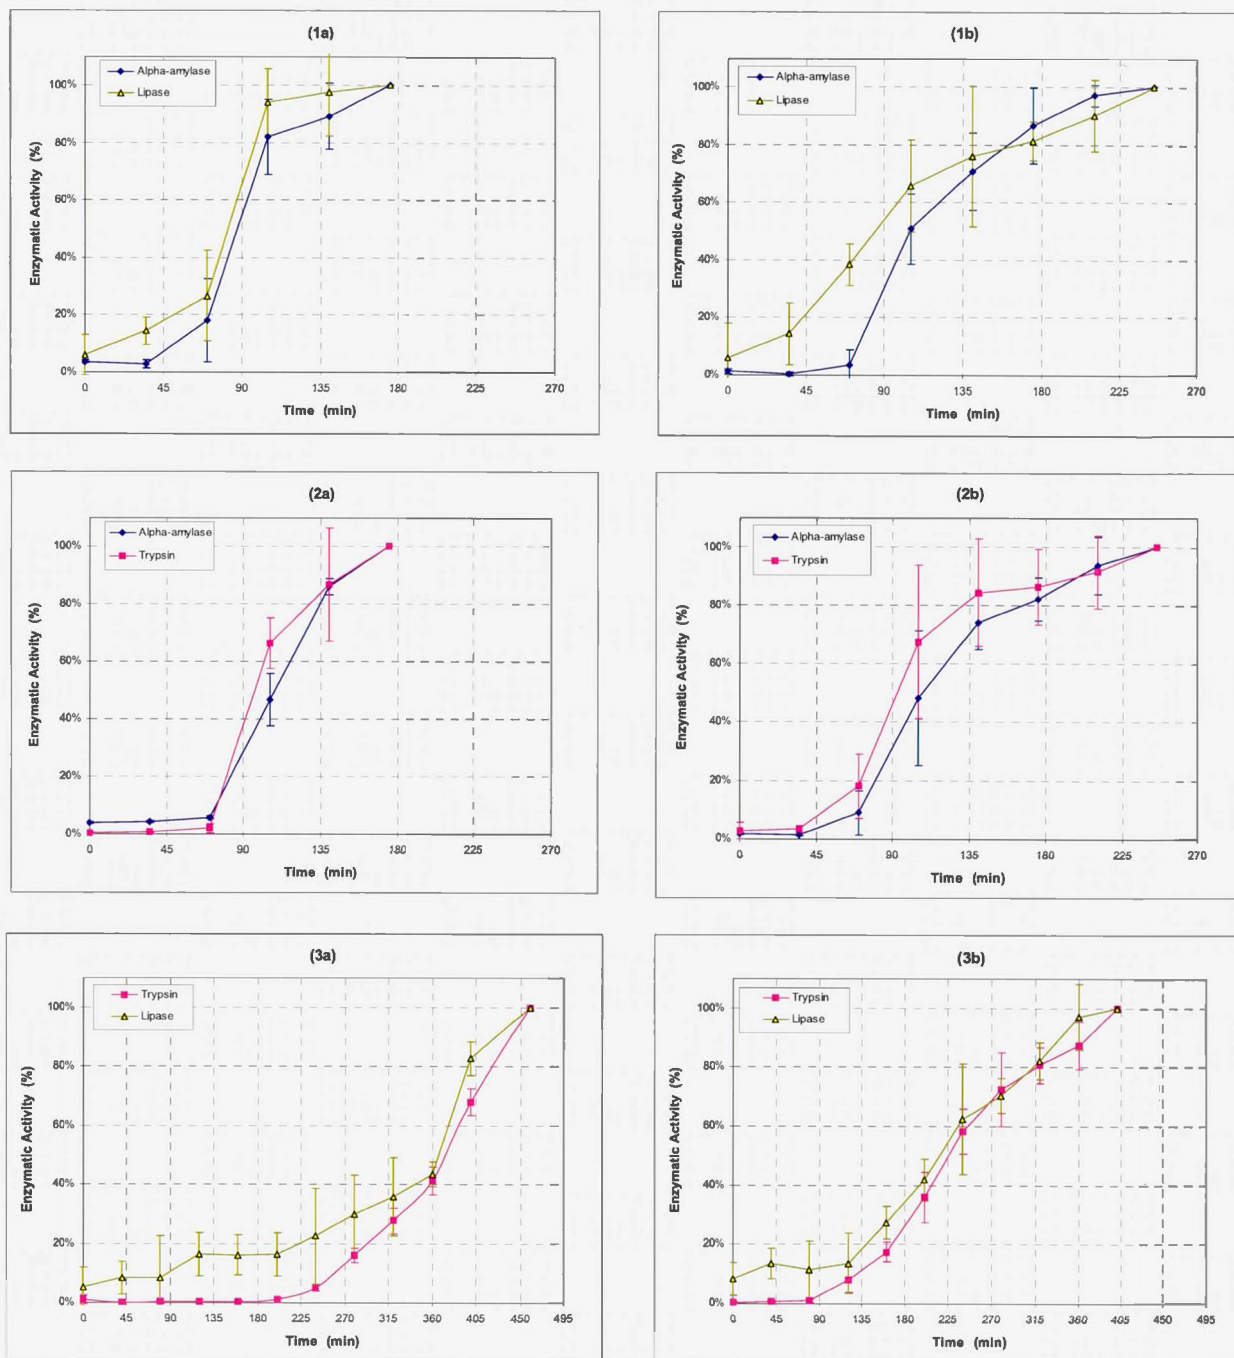 (1a)
Alpha-amylase
Lipase
100%
80%
60%
40%
20%
0%
Enzymatic Activity (%)
0 45 90 135 180 225 270
Time (min)
(1b)
Alpha-amylase
Lipase
100%
80%
60%
40%
20%
0%
Enzymatic Activity (%)
0 45 90 135 180 225 270
Time (min)
(2a)
Alpha-amylase
Trypsin
100%
80%
60%
40%
20%
0%
Enzymatic Activity (%)
0 45 90 135 180 225 270
Time (min)
(2b)
Alpha-amylase
Trypsin
100%
80%
60%
40%
20%
0%
Enzymatic Activity (%)
0 45 90 135 180 225 270
Time (min)
(3a)
Trypsin
Lipase
100%
80%
60%
40%
20%
0%
Enzymatic Activity (%)
0 45 90 135 180 225 270 315 360 405 450 495
Time (min)
(3b)
Trypsin
Lipase
100%
80%
60%
40%
20%
0%
Enzymatic Activity (%)
0 45 90 135 180 225 270 315 360 405 450 495
Time (min)